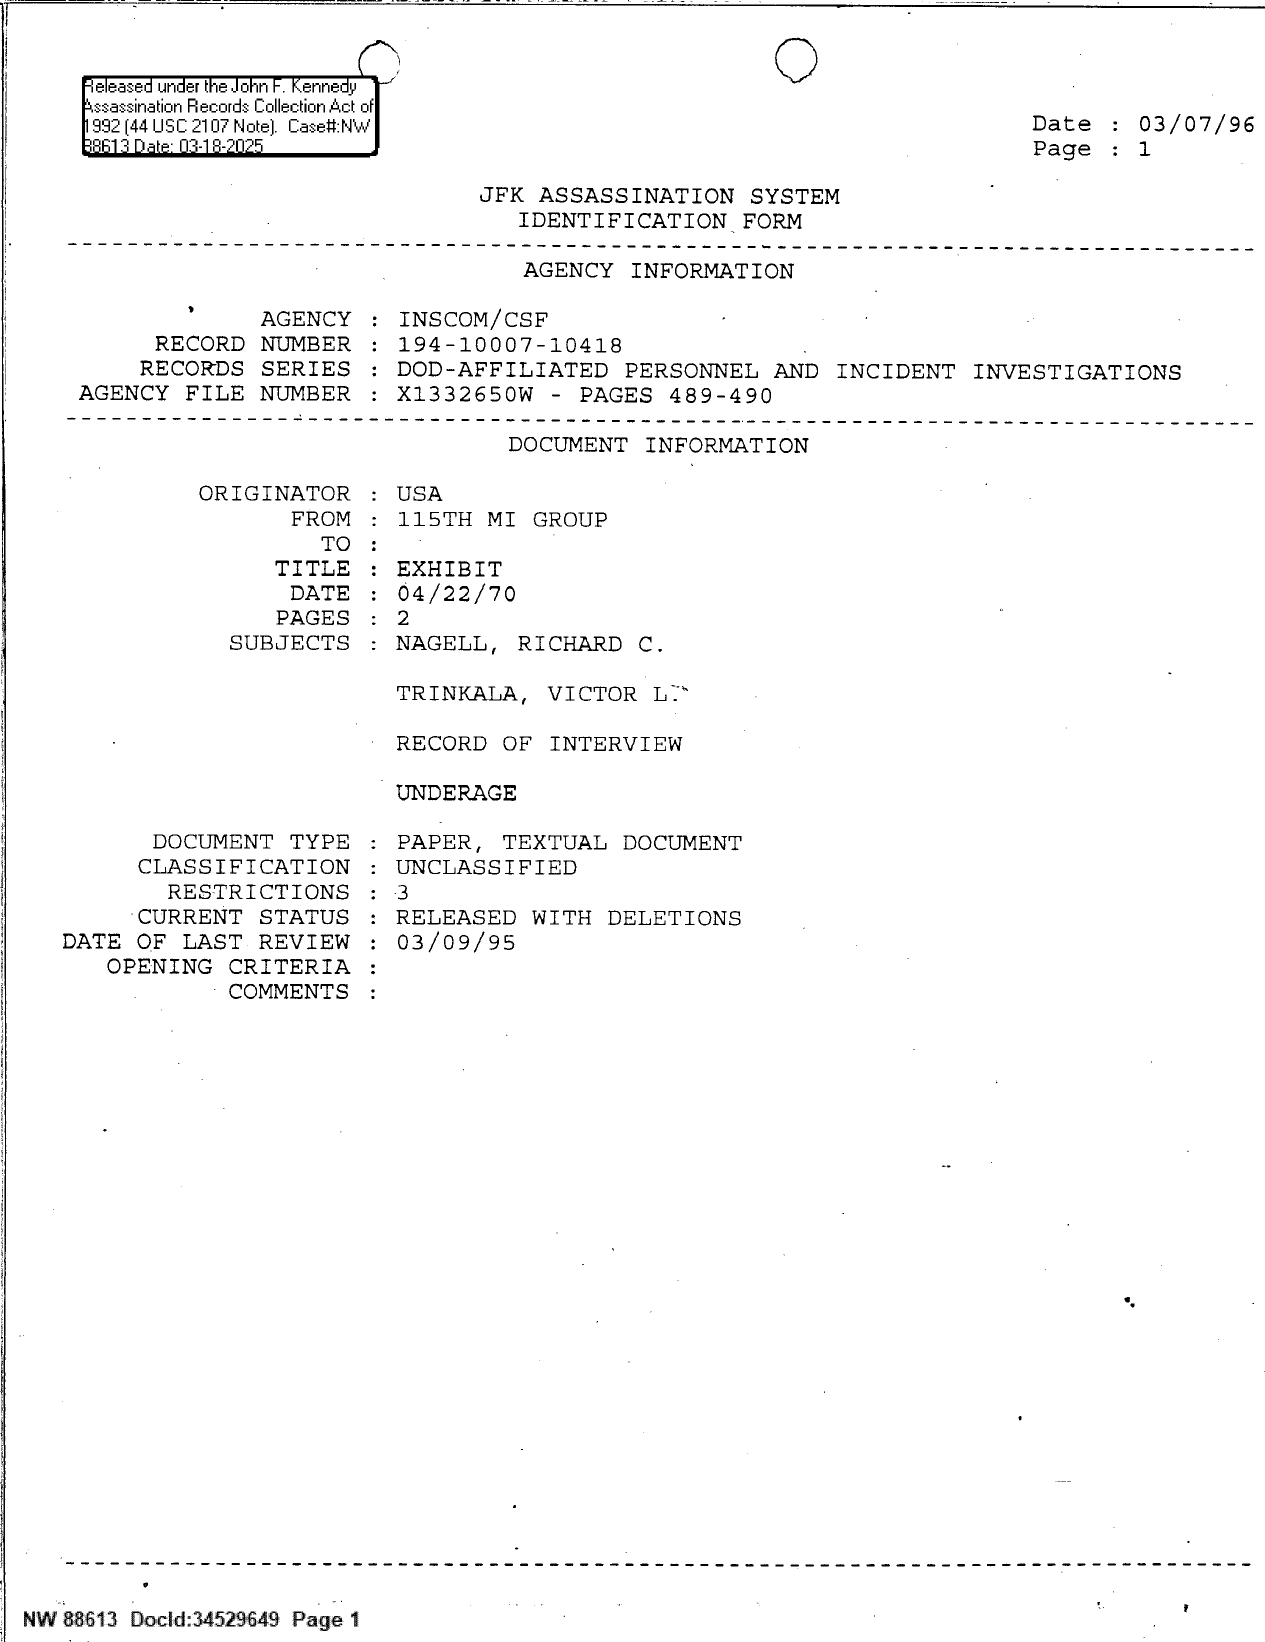 Released under the John F. Kennedy
Assassination Records Collection Act of
1992 (44 USC 2107 Note). Case#:NW
88613 Date: 03-18-2025
Date : 03/07/96
Page : 1
JFK ASSASSINATION SYSTEM
IDENTIFICATION FORM
AGENCY INFORMATION
AGENCY : INSCOM/CSF
RECORD NUMBER : 194-10007-10418
RECORDS SERIES : DOD-AFFILIATED PERSONNEL AND INCIDENT INVESTIGATIONS
AGENCY FILE NUMBER : X1332650W - PAGES 489-490
DOCUMENT INFORMATION
ORIGINATOR : USA
FROM : 115TH MI GROUP
TO :
TITLE : EXHIBIT
DATE : 04/22/70
PAGES : 2
SUBJECTS : NAGELL, RICHARD C.
TRINKALA, VICTOR L.
RECORD OF INTERVIEW
UNDERAGE
DOCUMENT TYPE : PAPER, TEXTUAL DOCUMENT
CLASSIFICATION : UNCLASSIFIED
RESTRICTIONS : 3
CURRENT STATUS : RELEASED WITH DELETIONS
DATE OF LAST REVIEW : 03/09/95
OPENING CRITERIA :
COMMENTS :
NW 88613 DocId:34529649 Page 1